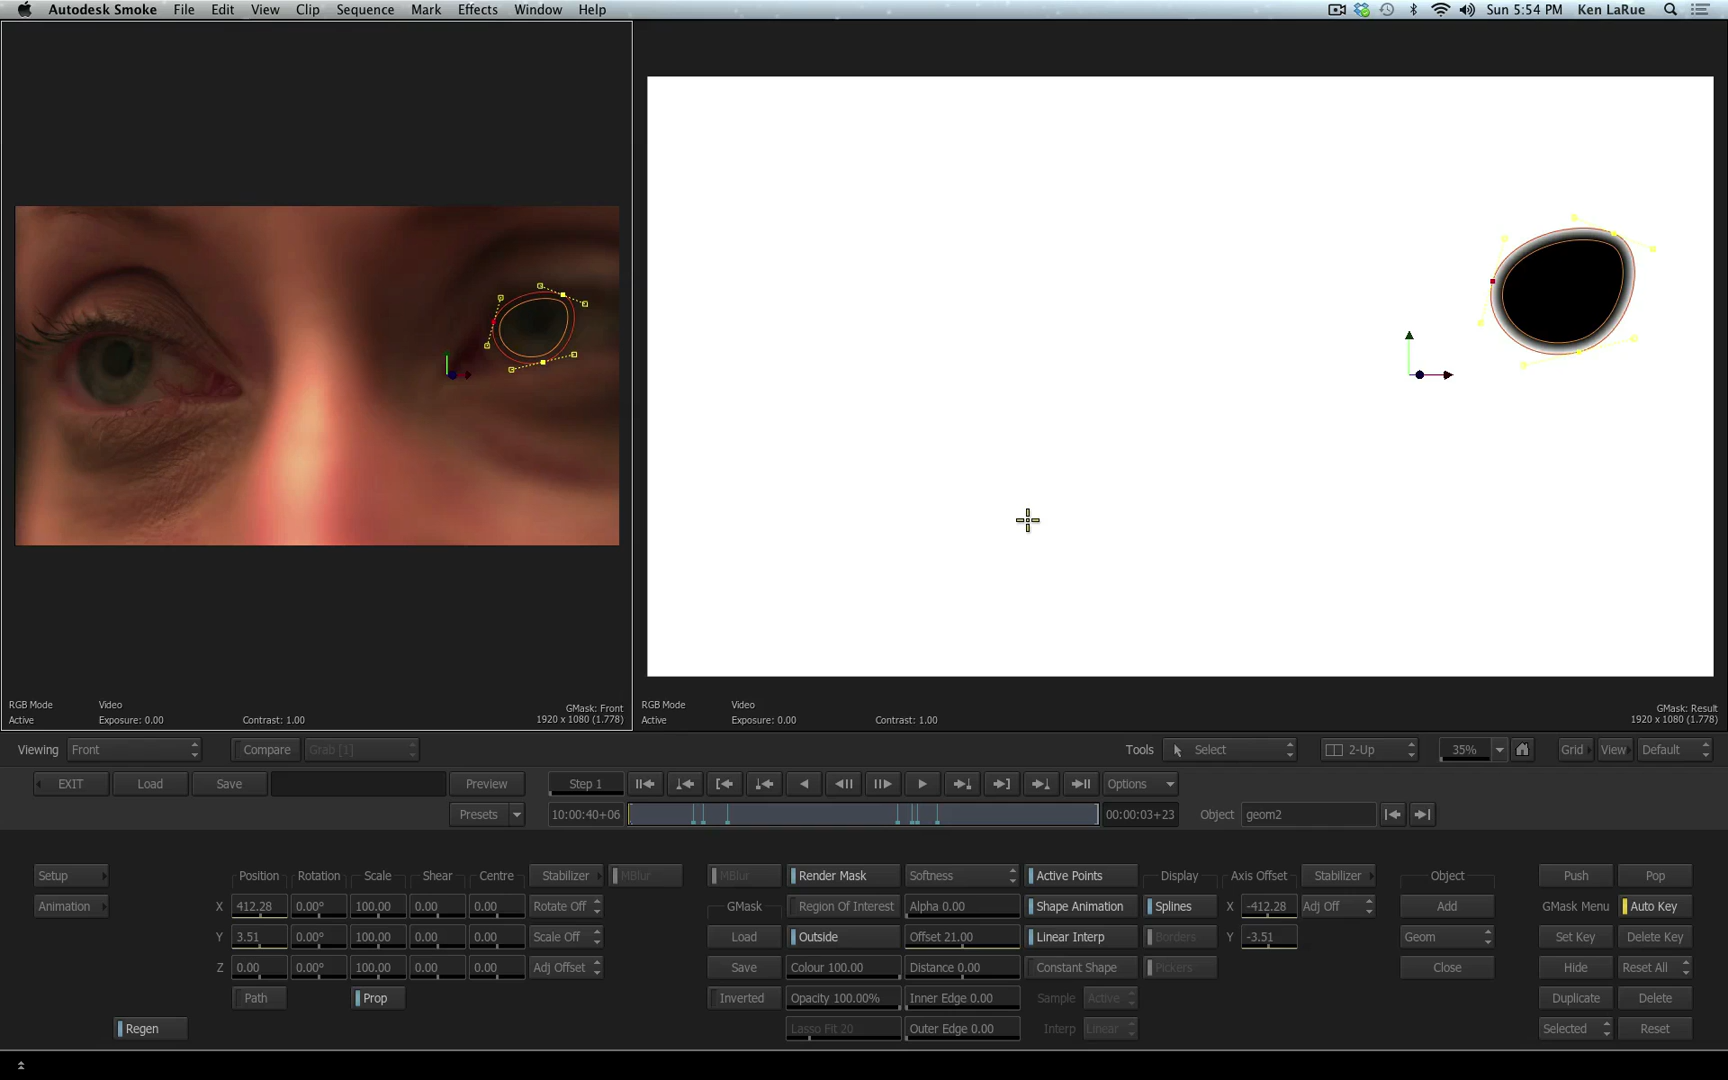 Autodesk Smoke File Edit View Clip Sequence Mark Effects Window Help Sun 5:54 PM Ken LaRue
RGB Mode Video GMask: Front
Active Exposure: 0.00 Contrast: 1.00 1920 x 1080 (1.778)
RGB Mode Video GMask: Result
Active Exposure: 0.00 Contrast: 1.00 1920 x 1080 (1.778)
Viewing Front Compare Grab [1] Tools Select 2-Up 35% Grid View Default
EXIT Load Save Preview Step 1 Options
Presets 10:00:40+06 00:00:03+23 Object geom2
Setup Position Rotation Scale Shear Centre Stabilizer MBlur MBlur Render Mask Softness Active Points Display Axis Offset Stabilizer Object Push Pop
Animation X 412.28 0.00° 100.00 0.00 0.00 Rotate Off GMask Region Of Interest Alpha 0.00 Shape Animation Splines X -412.28 Adj Off Add GMask Menu Auto Key
Y 3.51 0.00° 100.00 0.00 0.00 Scale Off Load Outside Offset 21.00 Linear Interp Borders Y -3.51 Geom Set Key Delete Key
Z 0.00 0.00° 100.00 0.00 0.00 Adj Offset Save Colour 100.00 Distance 0.00 Constant Shape Pickers Close Hide Reset All
Path Prop Inverted Opacity 100.00% Inner Edge 0.00 Sample Active Duplicate Delete
Regen Lasso Fit 20 Outer Edge 0.00 Interp Linear Selected Reset